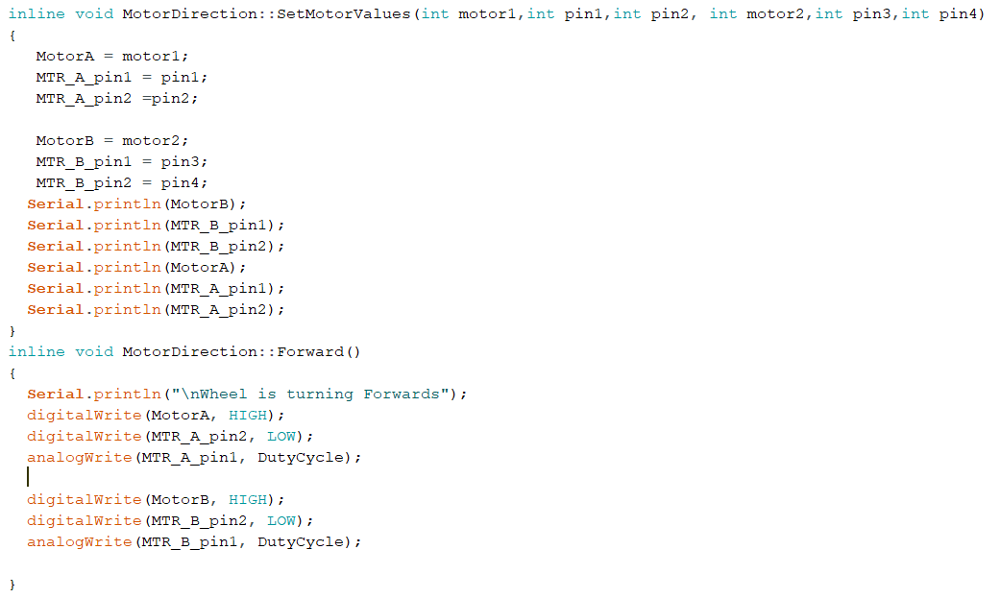 inline void MotorDirection::SetMotorValues(int motor1,int pin1,int pin2, int motor2,int pin3,int pin4)
{
MotorA = motor1;
MTR_A_pin1 = pin1;
MTR_A_pin2 =pin2;
MotorB = motor2;
MTR_B_pin1 = pin3;
MTR_B_pin2 = pin4;
Serial.println(MotorB);
Serial.println(MTR_B_pin1);
Serial.println(MTR_B_pin2);
Serial.println(MotorA);
Serial.println(MTR_A_pin1);
Serial.println(MTR_A_pin2);
}
inline void MotorDirection::Forward()
{
Serial.println("\nWheel is turning Forwards");
digitalWrite(MotorA, HIGH);
digitalWrite(MTR_A_pin2, LOW);
analogWrite(MTR_A_pin1, DutyCycle);
digitalWrite(MotorB, HIGH);
digitalWrite(MTR_B_pin2, LOW);
analogWrite(MTR_B_pin1, DutyCycle);
}